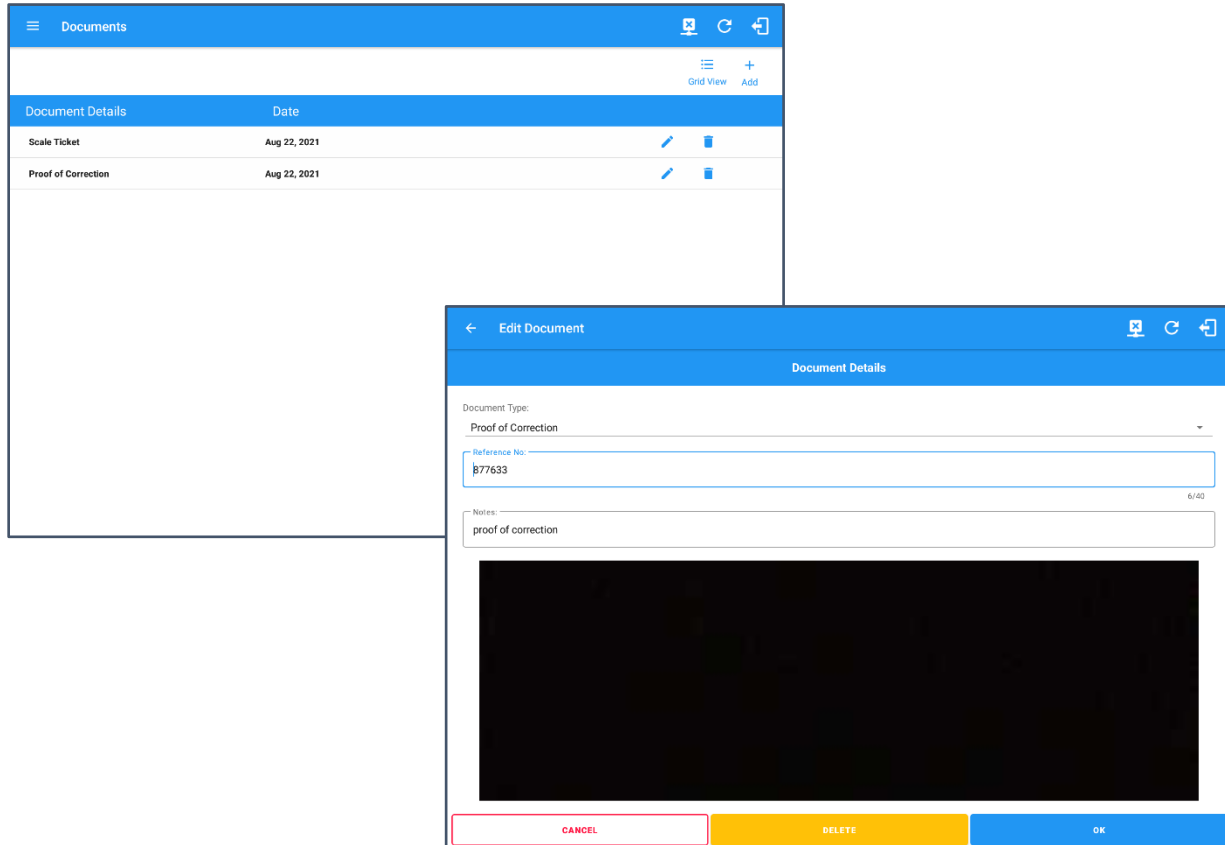 Documents
Grid View Add
Document Details Date
Scale Ticket Aug 22, 2021
Proof of Correction Aug 22, 2021
Edit Document
Document Details
Document Type:
Proof of Correction
Reference No:
877633
6/40
Notes:
proof of correction
CANCEL DELETE OK